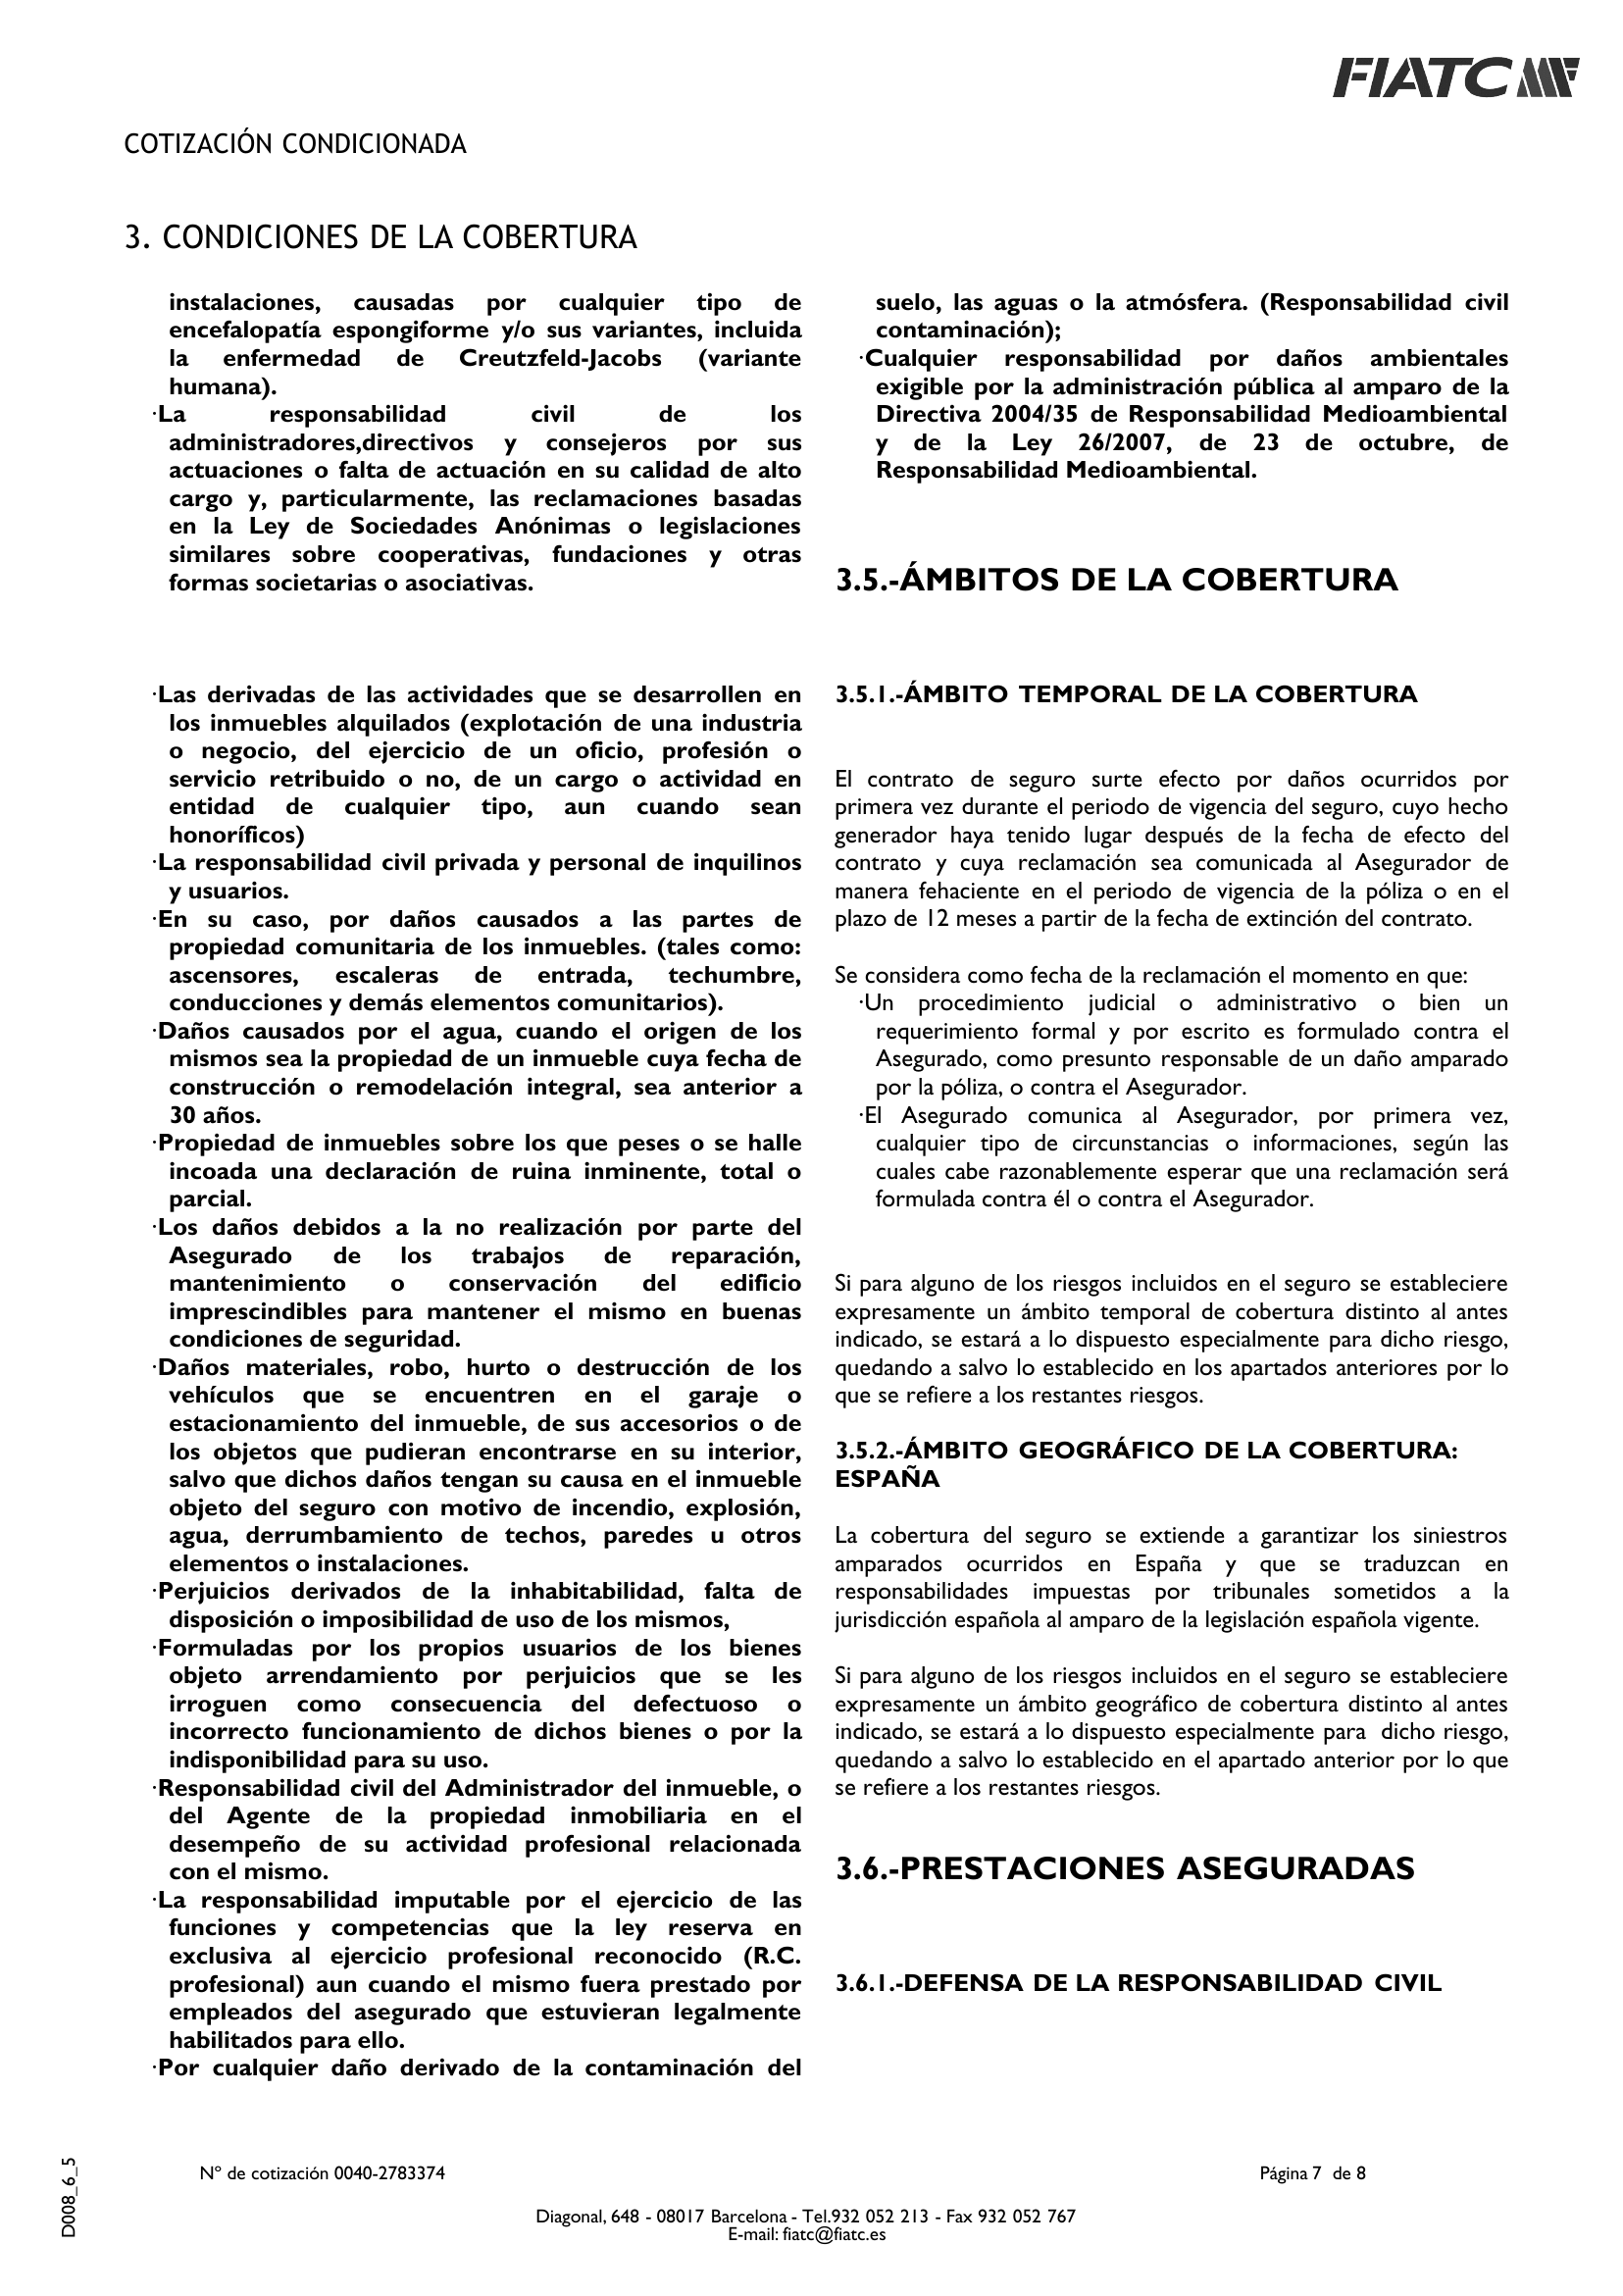 FIATC
COTIZACIÓN CONDICIONADA
3. CONDICIONES DE LA COBERTURA
instalaciones, causadas por cualquier tipo de
encefalopatía espongiforme y/o sus variantes, incluida
la enfermedad de Creutzfeld-Jacobs (variante
humana).
·La responsabilidad civil de los
administradores,directivos y consejeros por sus
actuaciones o falta de actuación en su calidad de alto
cargo y, particularmente, las reclamaciones basadas
en la Ley de Sociedades Anónimas o legislaciones
similares sobre cooperativas, fundaciones y otras
formas societarias o asociativas.
·Las derivadas de las actividades que se desarrollen en
los inmuebles alquilados (explotación de una industria
o negocio, del ejercicio de un oficio, profesión o
servicio retribuido o no, de un cargo o actividad en
entidad de cualquier tipo, aun cuando sean
honoríficos)
·La responsabilidad civil privada y personal de inquilinos
y usuarios.
·En su caso, por daños causados a las partes de
propiedad comunitaria de los inmuebles. (tales como:
ascensores, escaleras de entrada, techumbre,
conducciones y demás elementos comunitarios).
·Daños causados por el agua, cuando el origen de los
mismos sea la propiedad de un inmueble cuya fecha de
construcción o remodelación integral, sea anterior a
30 años.
·Propiedad de inmuebles sobre los que peses o se halle
incoada una declaración de ruina inminente, total o
parcial.
·Los daños debidos a la no realización por parte del
Asegurado de los trabajos de reparación,
mantenimiento o conservación del edificio
imprescindibles para mantener el mismo en buenas
condiciones de seguridad.
·Daños materiales, robo, hurto o destrucción de los
vehículos que se encuentren en el garaje o
estacionamiento del inmueble, de sus accesorios o de
los objetos que pudieran encontrarse en su interior,
salvo que dichos daños tengan su causa en el inmueble
objeto del seguro con motivo de incendio, explosión,
agua, derrumbamiento de techos, paredes u otros
elementos o instalaciones.
·Perjuicios derivados de la inhabitabilidad, falta de
disposición o imposibilidad de uso de los mismos,
·Formuladas por los propios usuarios de los bienes
objeto arrendamiento por perjuicios que se les
irroguen como consecuencia del defectuoso o
incorrecto funcionamiento de dichos bienes o por la
indisponibilidad para su uso.
·Responsabilidad civil del Administrador del inmueble, o
del Agente de la propiedad inmobiliaria en el
desempeño de su actividad profesional relacionada
con el mismo.
·La responsabilidad imputable por el ejercicio de las
funciones y competencias que la ley reserva en
exclusiva al ejercicio profesional reconocido (R.C.
profesional) aun cuando el mismo fuera prestado por
empleados del asegurado que estuvieran legalmente
habilitados para ello.
·Por cualquier daño derivado de la contaminación del
suelo, las aguas o la atmósfera. (Responsabilidad civil
contaminación);
·Cualquier responsabilidad por daños ambientales
exigible por la administración pública al amparo de la
Directiva 2004/35 de Responsabilidad Medioambiental
y de la Ley 26/2007, de 23 de octubre, de
Responsabilidad Medioambiental.
3.5.-ÁMBITOS DE LA COBERTURA
3.5.1.-ÁMBITO TEMPORAL DE LA COBERTURA
El contrato de seguro surte efecto por daños ocurridos por
primera vez durante el periodo de vigencia del seguro, cuyo hecho
generador haya tenido lugar después de la fecha de efecto del
contrato y cuya reclamación sea comunicada al Asegurador de
manera fehaciente en el periodo de vigencia de la póliza o en el
plazo de 12 meses a partir de la fecha de extinción del contrato.
Se considera como fecha de la reclamación el momento en que:
·Un procedimiento judicial o administrativo o bien un
requerimiento formal y por escrito es formulado contra el
Asegurado, como presunto responsable de un daño amparado
por la póliza, o contra el Asegurador.
·El Asegurado comunica al Asegurador, por primera vez,
cualquier tipo de circunstancias o informaciones, según las
cuales cabe razonablemente esperar que una reclamación será
formulada contra él o contra el Asegurador.
Si para alguno de los riesgos incluidos en el seguro se estableciere
expresamente un ámbito temporal de cobertura distinto al antes
indicado, se estará a lo dispuesto especialmente para dicho riesgo,
quedando a salvo lo establecido en los apartados anteriores por lo
que se refiere a los restantes riesgos.
3.5.2.-ÁMBITO GEOGRÁFICO DE LA COBERTURA:
ESPAÑA
La cobertura del seguro se extiende a garantizar los siniestros
amparados ocurridos en España y que se traduzcan en
responsabilidades impuestas por tribunales sometidos a la
jurisdicción española al amparo de la legislación española vigente.
Si para alguno de los riesgos incluidos en el seguro se estableciere
expresamente un ámbito geográfico de cobertura distinto al antes
indicado, se estará a lo dispuesto especialmente para dicho riesgo,
quedando a salvo lo establecido en el apartado anterior por lo que
se refiere a los restantes riesgos.
3.6.-PRESTACIONES ASEGURADAS
3.6.1.-DEFENSA DE LA RESPONSABILIDAD CIVIL
D008_6_5
Nº de cotización 0040-2783374
Página 7 de 8
Diagonal, 648 - 08017 Barcelona - Tel.932 052 213 - Fax 932 052 767
E-mail: fiatc@fiatc.es